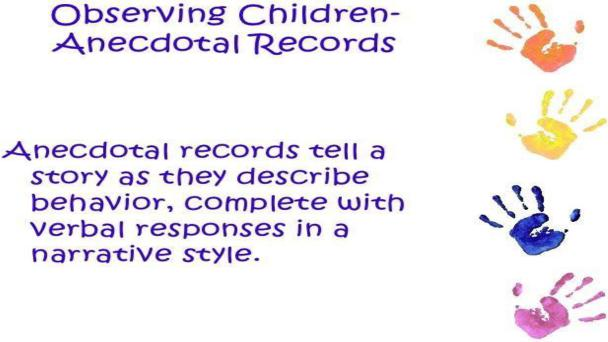 Observing Children-
Anecdotal Records
Anecdotal records tell a
story as they describe
behavior, complete with
verbal responses in a
narrative style.